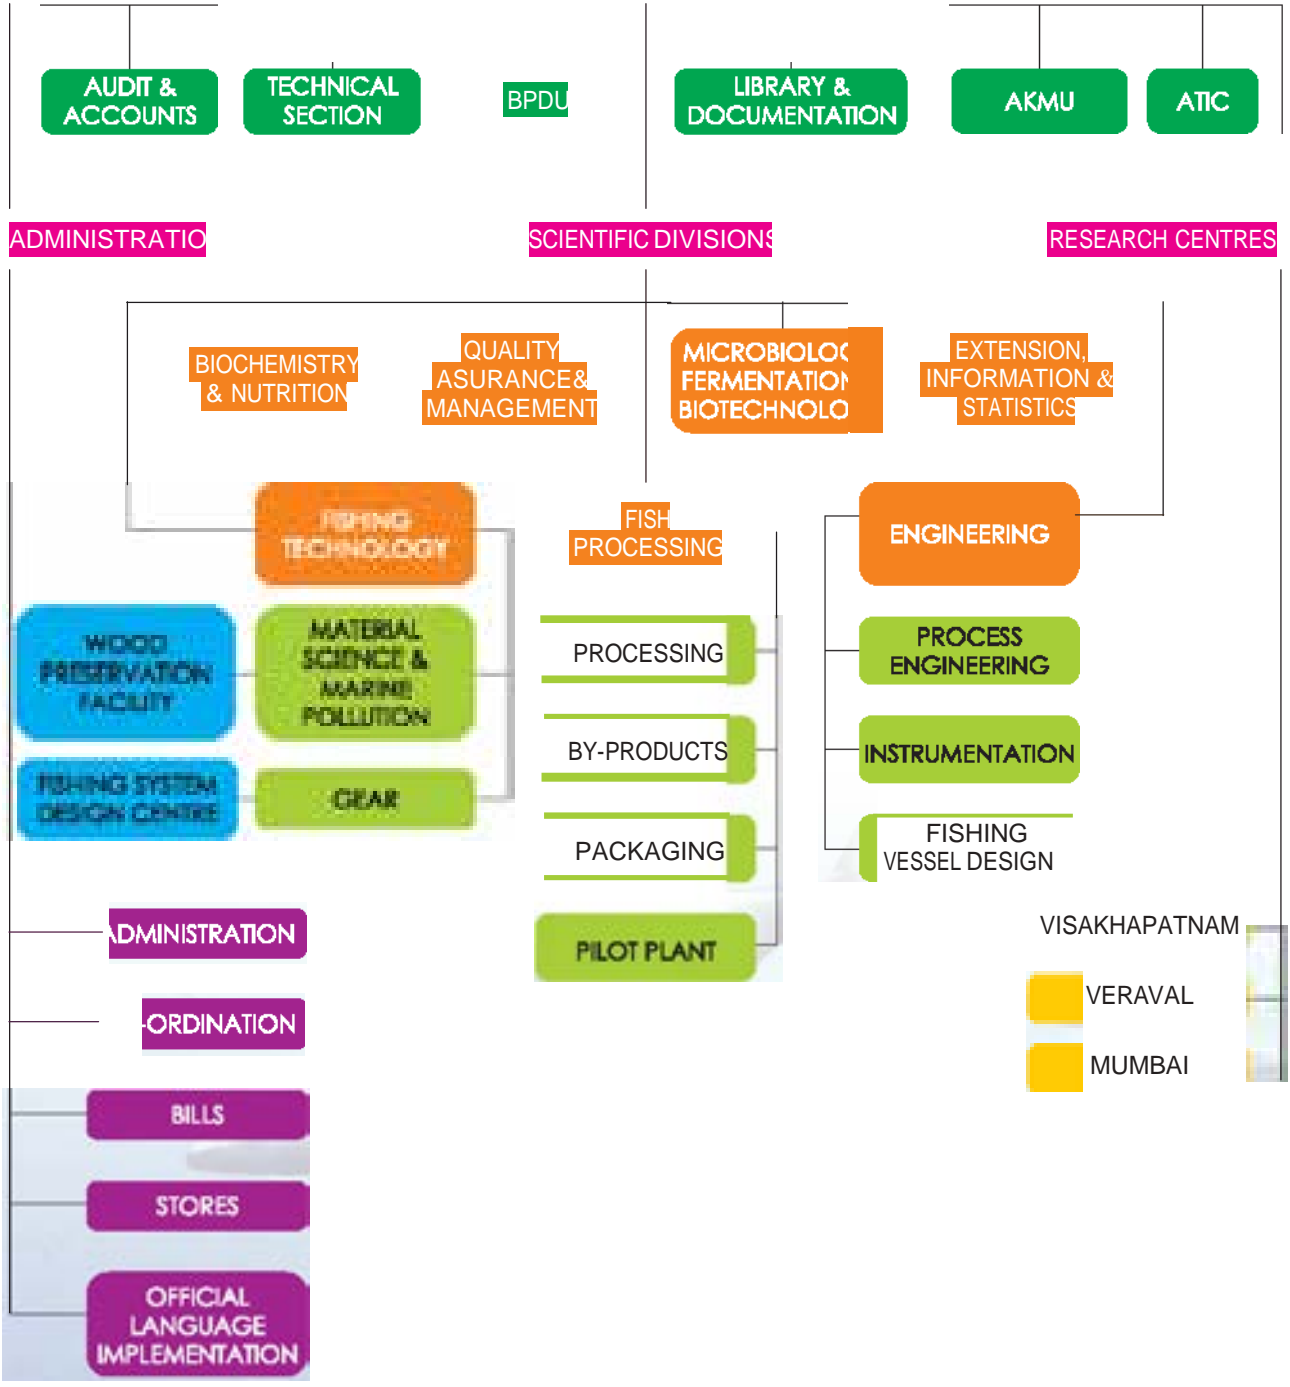 AUDIT &
ACCOUNTS
TECHNICAL
SECTION
BPDU
LIBRARY &
DOCUMENTATION
AKMU
ATIC
ADMINISTRATIO
SCIENTIFIC DIVISIONS
RESEARCH CENTRES
BIOCHEMISTRY
& NUTRITION
QUALITY
ASURANCE&
MANAGEMENT
MICROBIOLOG
FERMENTATION
BIOTECHNOLO
EXTENSION,
INFORMATION &
STATISTICS
FISHING
TECHNOLOGY
FISH
PROCESSING
ENGINEERING
WOOD
PRESERVATION
FACILITY
MATERIAL
SCIENCE &
MARINE
POLLUTION
PROCESSING
PROCESS
ENGINEERING
BY-PRODUCTS
INSTRUMENTATION
FISHING SYSTEM
DESIGN CENTRE
GEAR
PACKAGING
FISHING
VESSEL DESIGN
ADMINISTRATION
PILOT PLANT
VISAKHAPATNAM
-ORDINATION
VERAVAL
MUMBAI
BILLS
STORES
OFFICIAL
LANGUAGE
IMPLEMENTATION